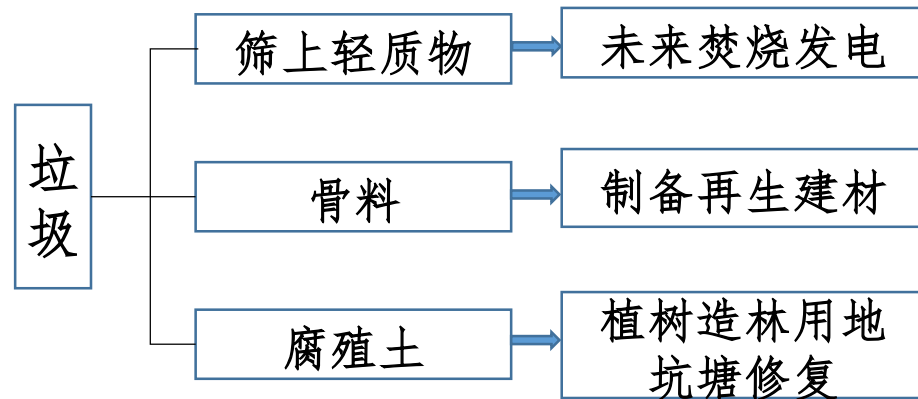 垃圾
筛上轻质物
未来焚烧发电
骨料
制备再生建材
腐殖土
植树造林用地
坑塘修复